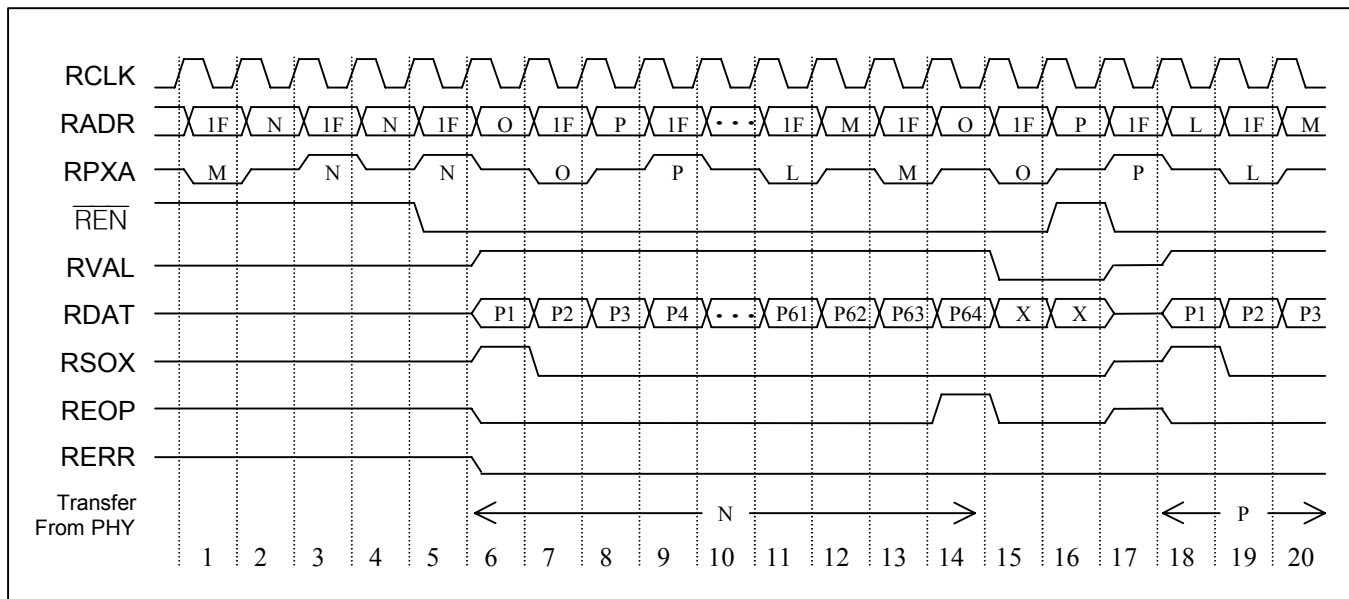 RCLK
RADR 1F N 1F N 1F O 1F P 1F ··· 1F M 1F O 1F P 1F L 1F M
RPXA M N N O P L M O P L
REN
RVAL
RDAT P1 P2 P3 P4 ··· P61 P62 P63 P64 X X P1 P2 P3
RSOX
REOP
RERR
Transfer
From PHY
N P
1 2 3 4 5 6 7 8 9 10 11 12 13 14 15 16 17 18 19 20